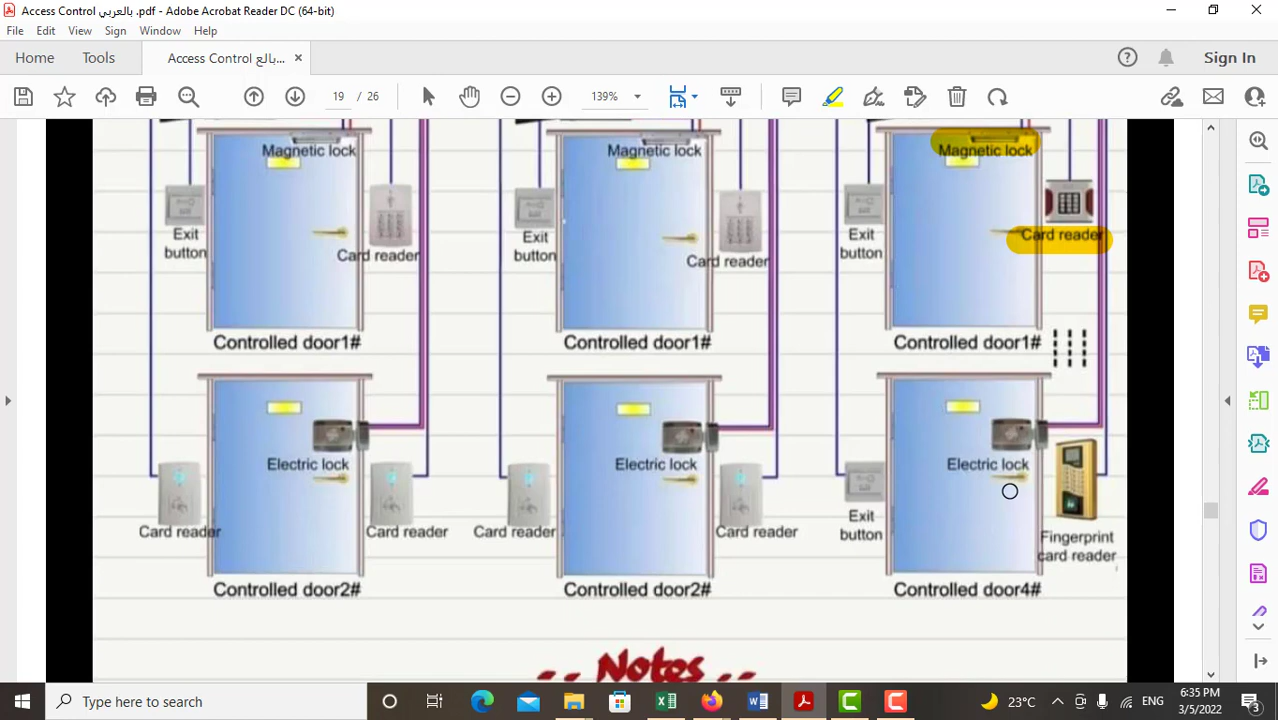 Access Control بالعربي .pdf - Adobe Acrobat Reader DC (64-bit)
File Edit View Sign Window Help
Home Tools Access Control بالع... Sign In
19 / 26 139%
Magnetic lock Magnetic lock Magnetic lock
Exit button Card reader Exit button Card reader Exit button Card reader
Controlled door1# Controlled door1# Controlled door1#
Electric lock Electric lock Electric lock
Card reader Card reader Card reader Card reader Exit button Fingerprint card reader
Controlled door2# Controlled door2# Controlled door4#
Notes
Type here to search 23°C ENG 6:35 PM
3/5/2022 3